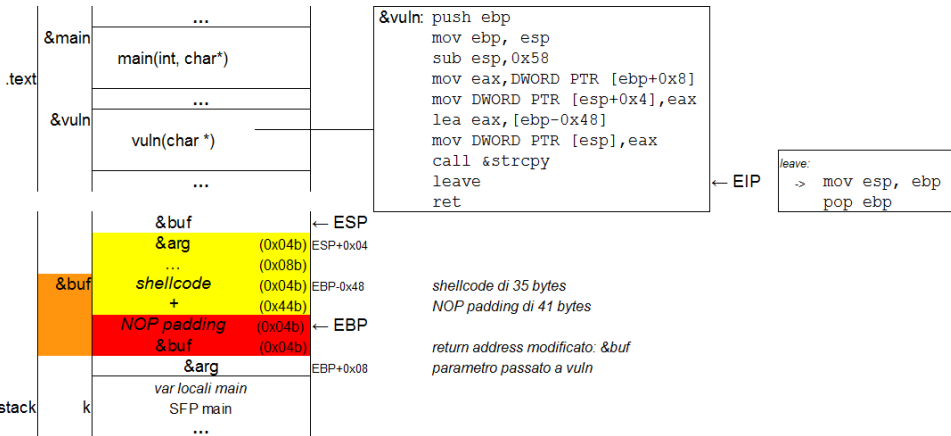 ...
&main
main(int, char*)
.text
...
&vuln
vuln(char *)
...
&vuln: push ebp
mov ebp, esp
sub esp,0x58
mov eax,DWORD PTR [ebp+0x8]
mov DWORD PTR [esp+0x4],eax
lea eax,[ebp-0x48]
mov DWORD PTR [esp],eax
call &strcpy
leave
ret
← EIP
leave:
-> mov esp, ebp
pop ebp
&buf ← ESP
&arg (0x04b) ESP+0x04
... (0x08b)
&buf shellcode (0x04b) EBP-0x48 shellcode di 35 bytes
+ (0x44b) NOP padding di 41 bytes
NOP padding (0x04b) ← EBP
&buf (0x04b) return address modificato: &buf
&arg EBP+0x08 parametro passato a vuln
var locali main
stack k SFP main
...